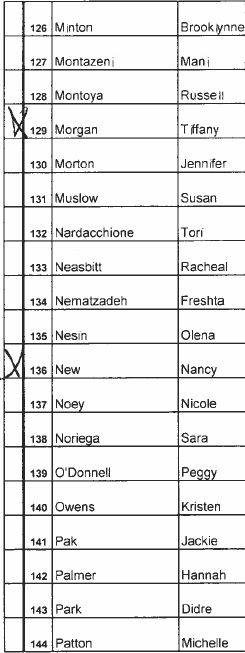 126 Minton Brooklynne
127 Montazeni Mani
128 Montoya Russell
129 Morgan Tiffany
130 Morton Jennifer
131 Muslow Susan
132 Nardacchione Tori
133 Neasbitt Racheal
134 Nematzadeh Freshta
135 Nesin Olena
136 New Nancy
137 Noey Nicole
138 Noriega Sara
139 O'Donnell Peggy
140 Owens Kristen
141 Pak Jackie
142 Palmer Hannah
143 Park Didre
144 Patton Michelle